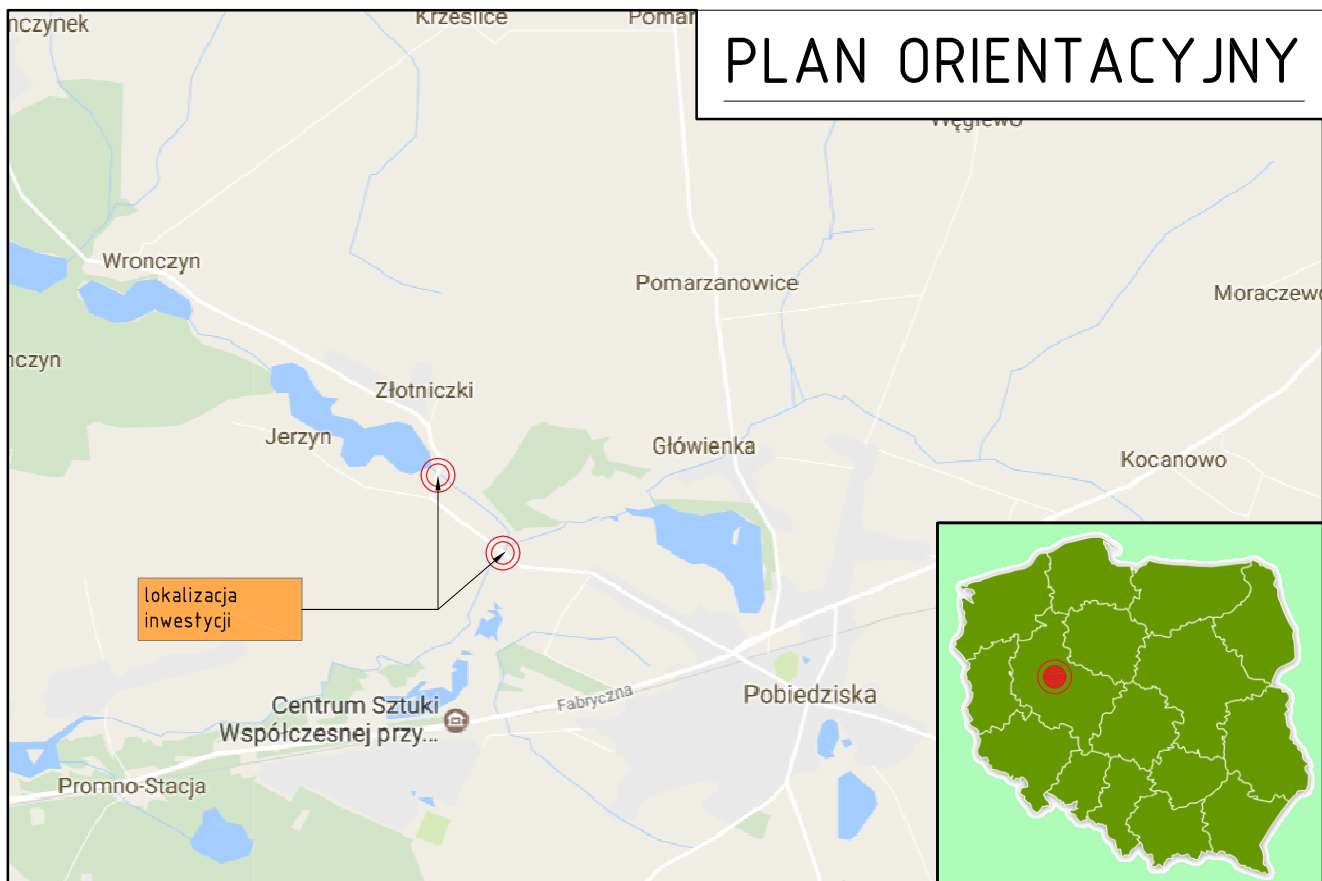 PLAN ORIENTACYJNY
nczynek
Krześlice
Pomar
Węglewo
Wronczyn
Pomarzanowice
Moraczewo
nczyn
Złotniczki
Jerzyn
Główienka
Kocanowo
lokalizacja
inwestycji
Centrum Sztuki
Współczesnej przy...
Fabryczna
Pobiedziska
Promno-Stacja